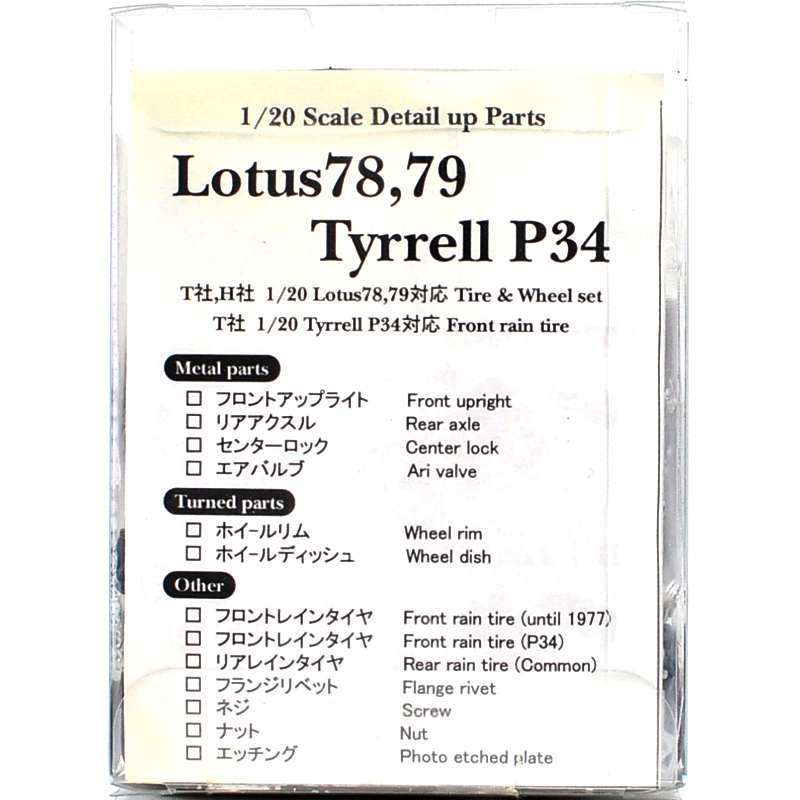 1/20 Scale Detail up Parts
Lotus78,79
Tyrrell P34
T社,H社 1/20 Lotus78,79対応 Tire & Wheel set
T社 1/20 Tyrrell P34対応 Front rain tire
Metal parts
□ フロントアップライト Front upright
□ リアアクスル Rear axle
□ センターロック Center lock
□ エアバルブ Ari valve
Turned parts
□ ホイールリム Wheel rim
□ ホイールディッシュ Wheel dish
Other
□ フロントレインタイヤ Front rain tire (until 1977)
□ フロントレインタイヤ Front rain tire (P34)
□ リアレインタイヤ Rear rain tire (Common)
□ フランジリベット Flange rivet
□ ネジ Screw
□ ナット Nut
□ エッチング Photo etched plate